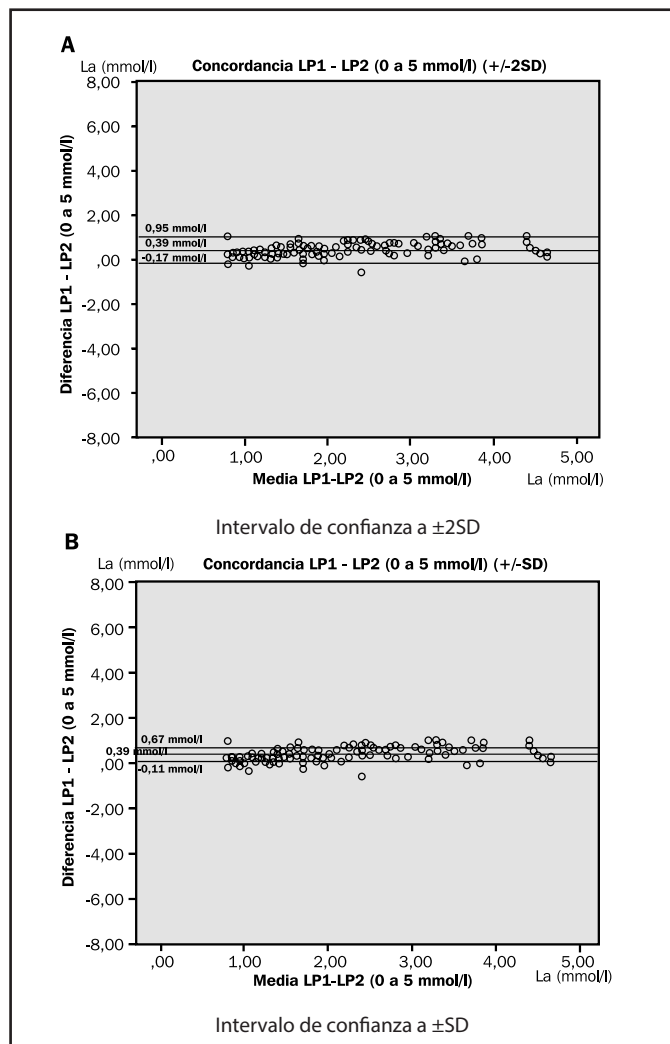 A
La (mmol/l)
Concordancia LP1 - LP2 (0 a 5 mmol/l) (+/-2SD)
8,00
6,00
4,00
2,00
,00
-2,00
-4,00
-6,00
-8,00
Diferencia LP1 - LP2 (0 a 5 mmol/l)
0,95 mmol/l
0,39 mmol/l
-0,17 mmol/l
,00 1,00 2,00 3,00 4,00 5,00
Media LP1-LP2 (0 a 5 mmol/l)
La (mmol/l)
Intervalo de confianza a ±2SD
B
La (mmol/l)
Concordancia LP1 - LP2 (0 a 5 mmol/l) (+/-SD)
8,00
6,00
4,00
2,00
,00
-2,00
-4,00
-6,00
-8,00
Diferencia LP1 - LP2 (0 a 5 mmol/l)
0,67 mmol/l
0,39 mmol/l
-0,11 mmol/l
,00 1,00 2,00 3,00 4,00 5,00
Media LP1-LP2 (0 a 5 mmol/l)
La (mmol/l)
Intervalo de confianza a ±SD